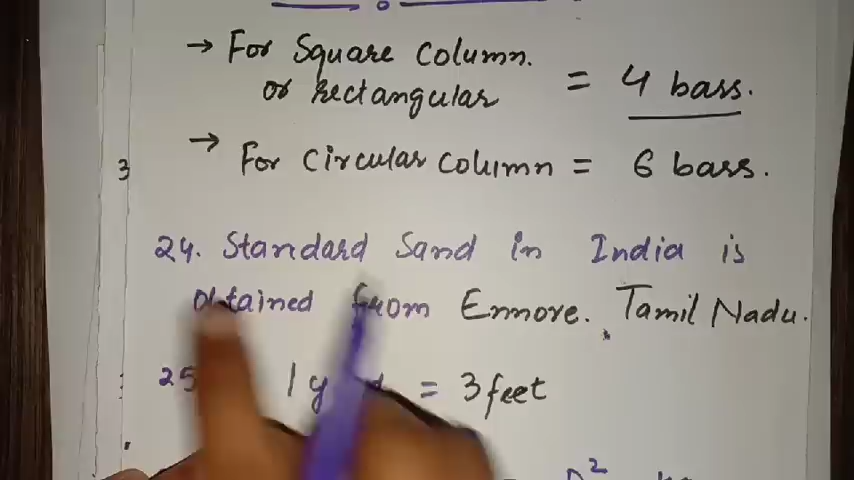 → For Square Column.
or rectangular = 4 bars.
→ For Circular Column = 6 bars.
3
24. Standard Sand in India is
obtained from Ennore. Tamil Nadu.
25 1 = 3 feet